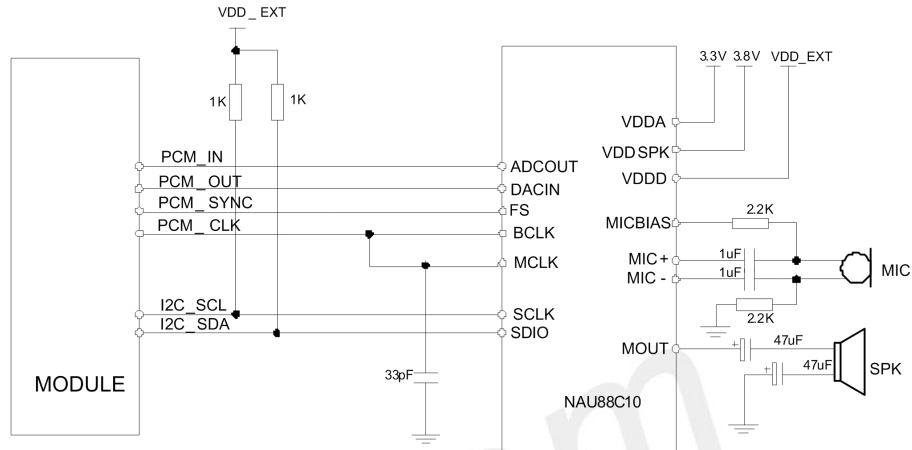 VDD_ EXT
3.3V 3.8V VDD_EXT
1K 1K
VDDA
VDD SPK
VDDD
PCM_IN ADCOUT
PCM_OUT DACIN
PCM_ SYNC FS
PCM_ CLK BCLK
MCLK
MICBIAS 2.2K
MIC + 1uF
MIC - 1uF
MIC
2.2K
I2C_SCL SCLK
I2C_SDA SDIO
MOUT 47uF
47uF SPK
33pF
MODULE
NAU88C10